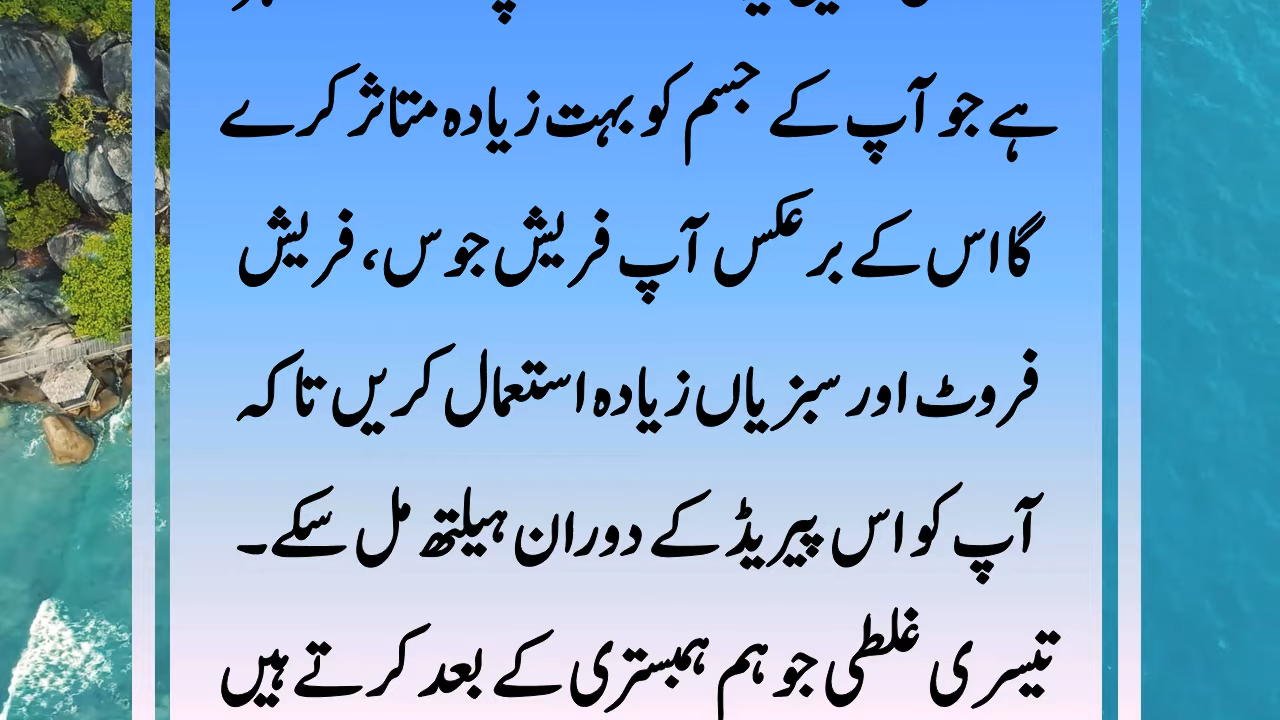 ہے جو آپ کے جسم کو بہت زیادہ متاثر کرے
گا اس کے برعکس آپ فریش جوس، فریش
فروٹ اور سبزیاں زیادہ استعمال کریں تاکہ
آپ کو اس پیریڈ کے دوران ہیلتھ مل سکے۔
تیسری غلطی جو ہم ہمبستری کے بعد کرتے ہیں